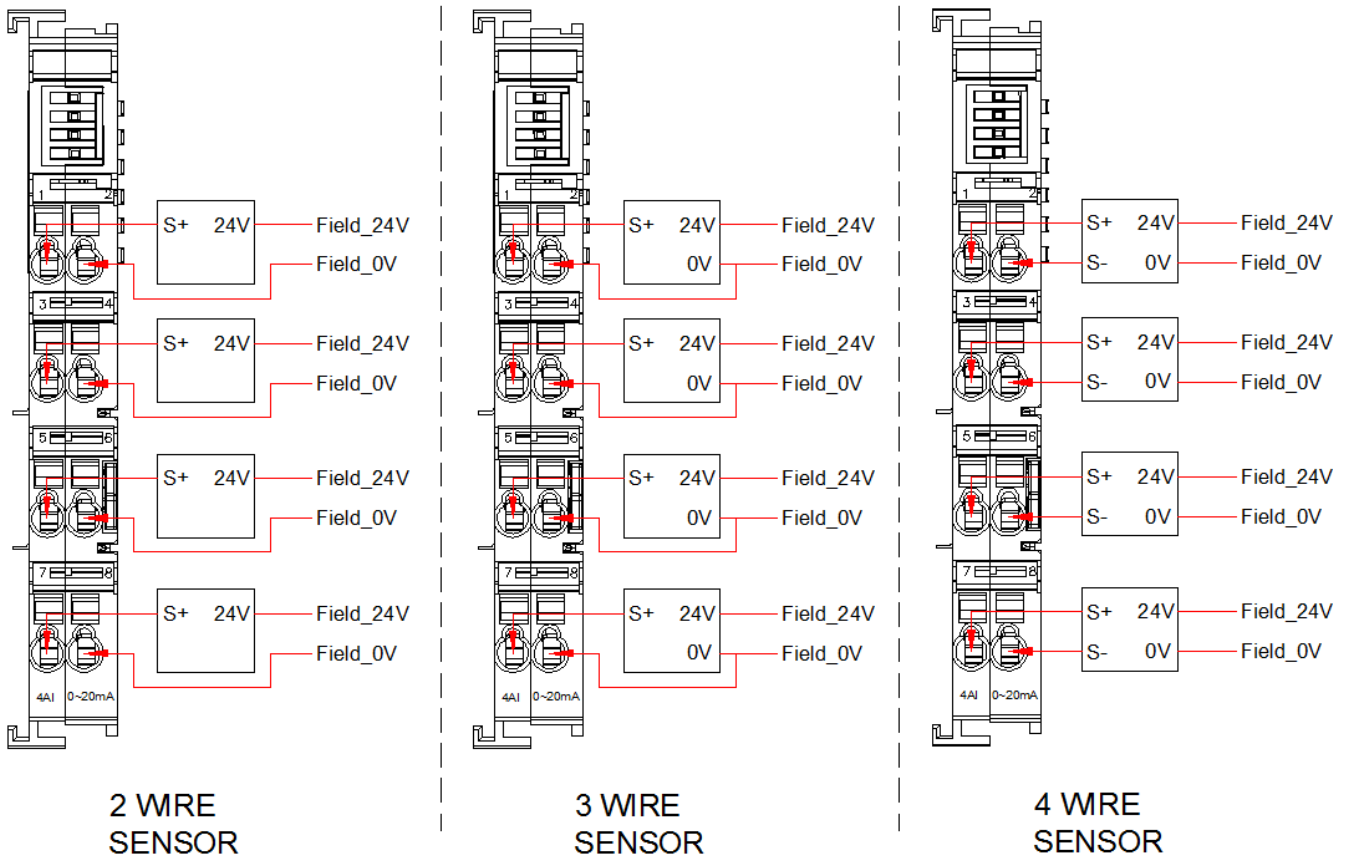 1 2
S+ 24V Field_24V
Field_0V
3 4
S+ 24V Field_24V
Field_0V
5 6
S+ 24V Field_24V
Field_0V
7 8
S+ 24V Field_24V
Field_0V
4AI 0~20mA
2 WIRE
SENSOR
1 2
S+ 24V Field_24V
0V Field_0V
3 4
S+ 24V Field_24V
0V Field_0V
5 6
S+ 24V Field_24V
0V Field_0V
7 8
S+ 24V Field_24V
0V Field_0V
4AI 0~20mA
3 WIRE
SENSOR
1 2
S+ 24V Field_24V
S- 0V Field_0V
3 4
S+ 24V Field_24V
S- 0V Field_0V
5 6
S+ 24V Field_24V
S- 0V Field_0V
7 8
S+ 24V Field_24V
S- 0V Field_0V
4AI 0~20mA
4 WIRE
SENSOR